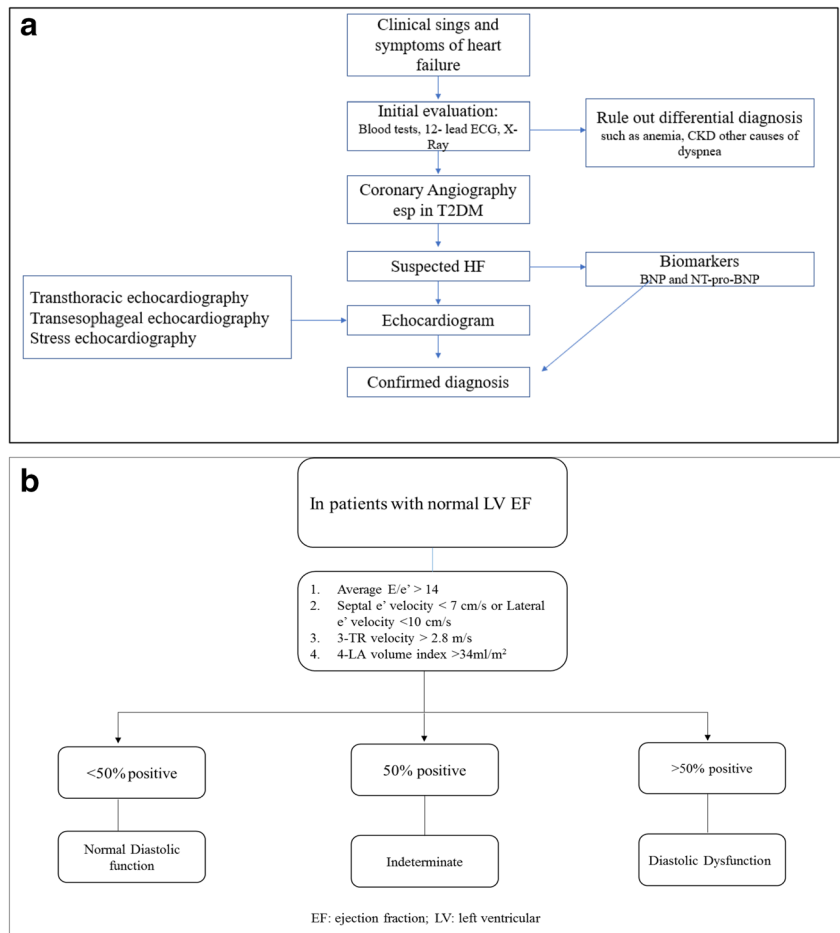 a
Clinical sings and
symptoms of heart
failure
Initial evaluation:
Blood tests, 12- lead ECG, X-
Ray
Rule out differential diagnosis
such as anemia, CKD other causes of
dyspnea
Coronary Angiography
esp in T2DM
Suspected HF
Biomarkers
BNP and NT-pro-BNP
Transthoracic echocardiography
Transesophageal echocardiography
Stress echocardiography
Echocardiogram
Confirmed diagnosis
b
In patients with normal LV EF
1. Average E/e' > 14
2. Septal e' velocity < 7 cm/s or Lateral
e' velocity <10 cm/s
3. 3-TR velocity > 2.8 m/s
4. 4-LA volume index >34ml/m²
<50% positive
50% positive
>50% positive
Normal Diastolic
function
Indeterminate
Diastolic Dysfunction
EF: ejection fraction; LV: left ventricular